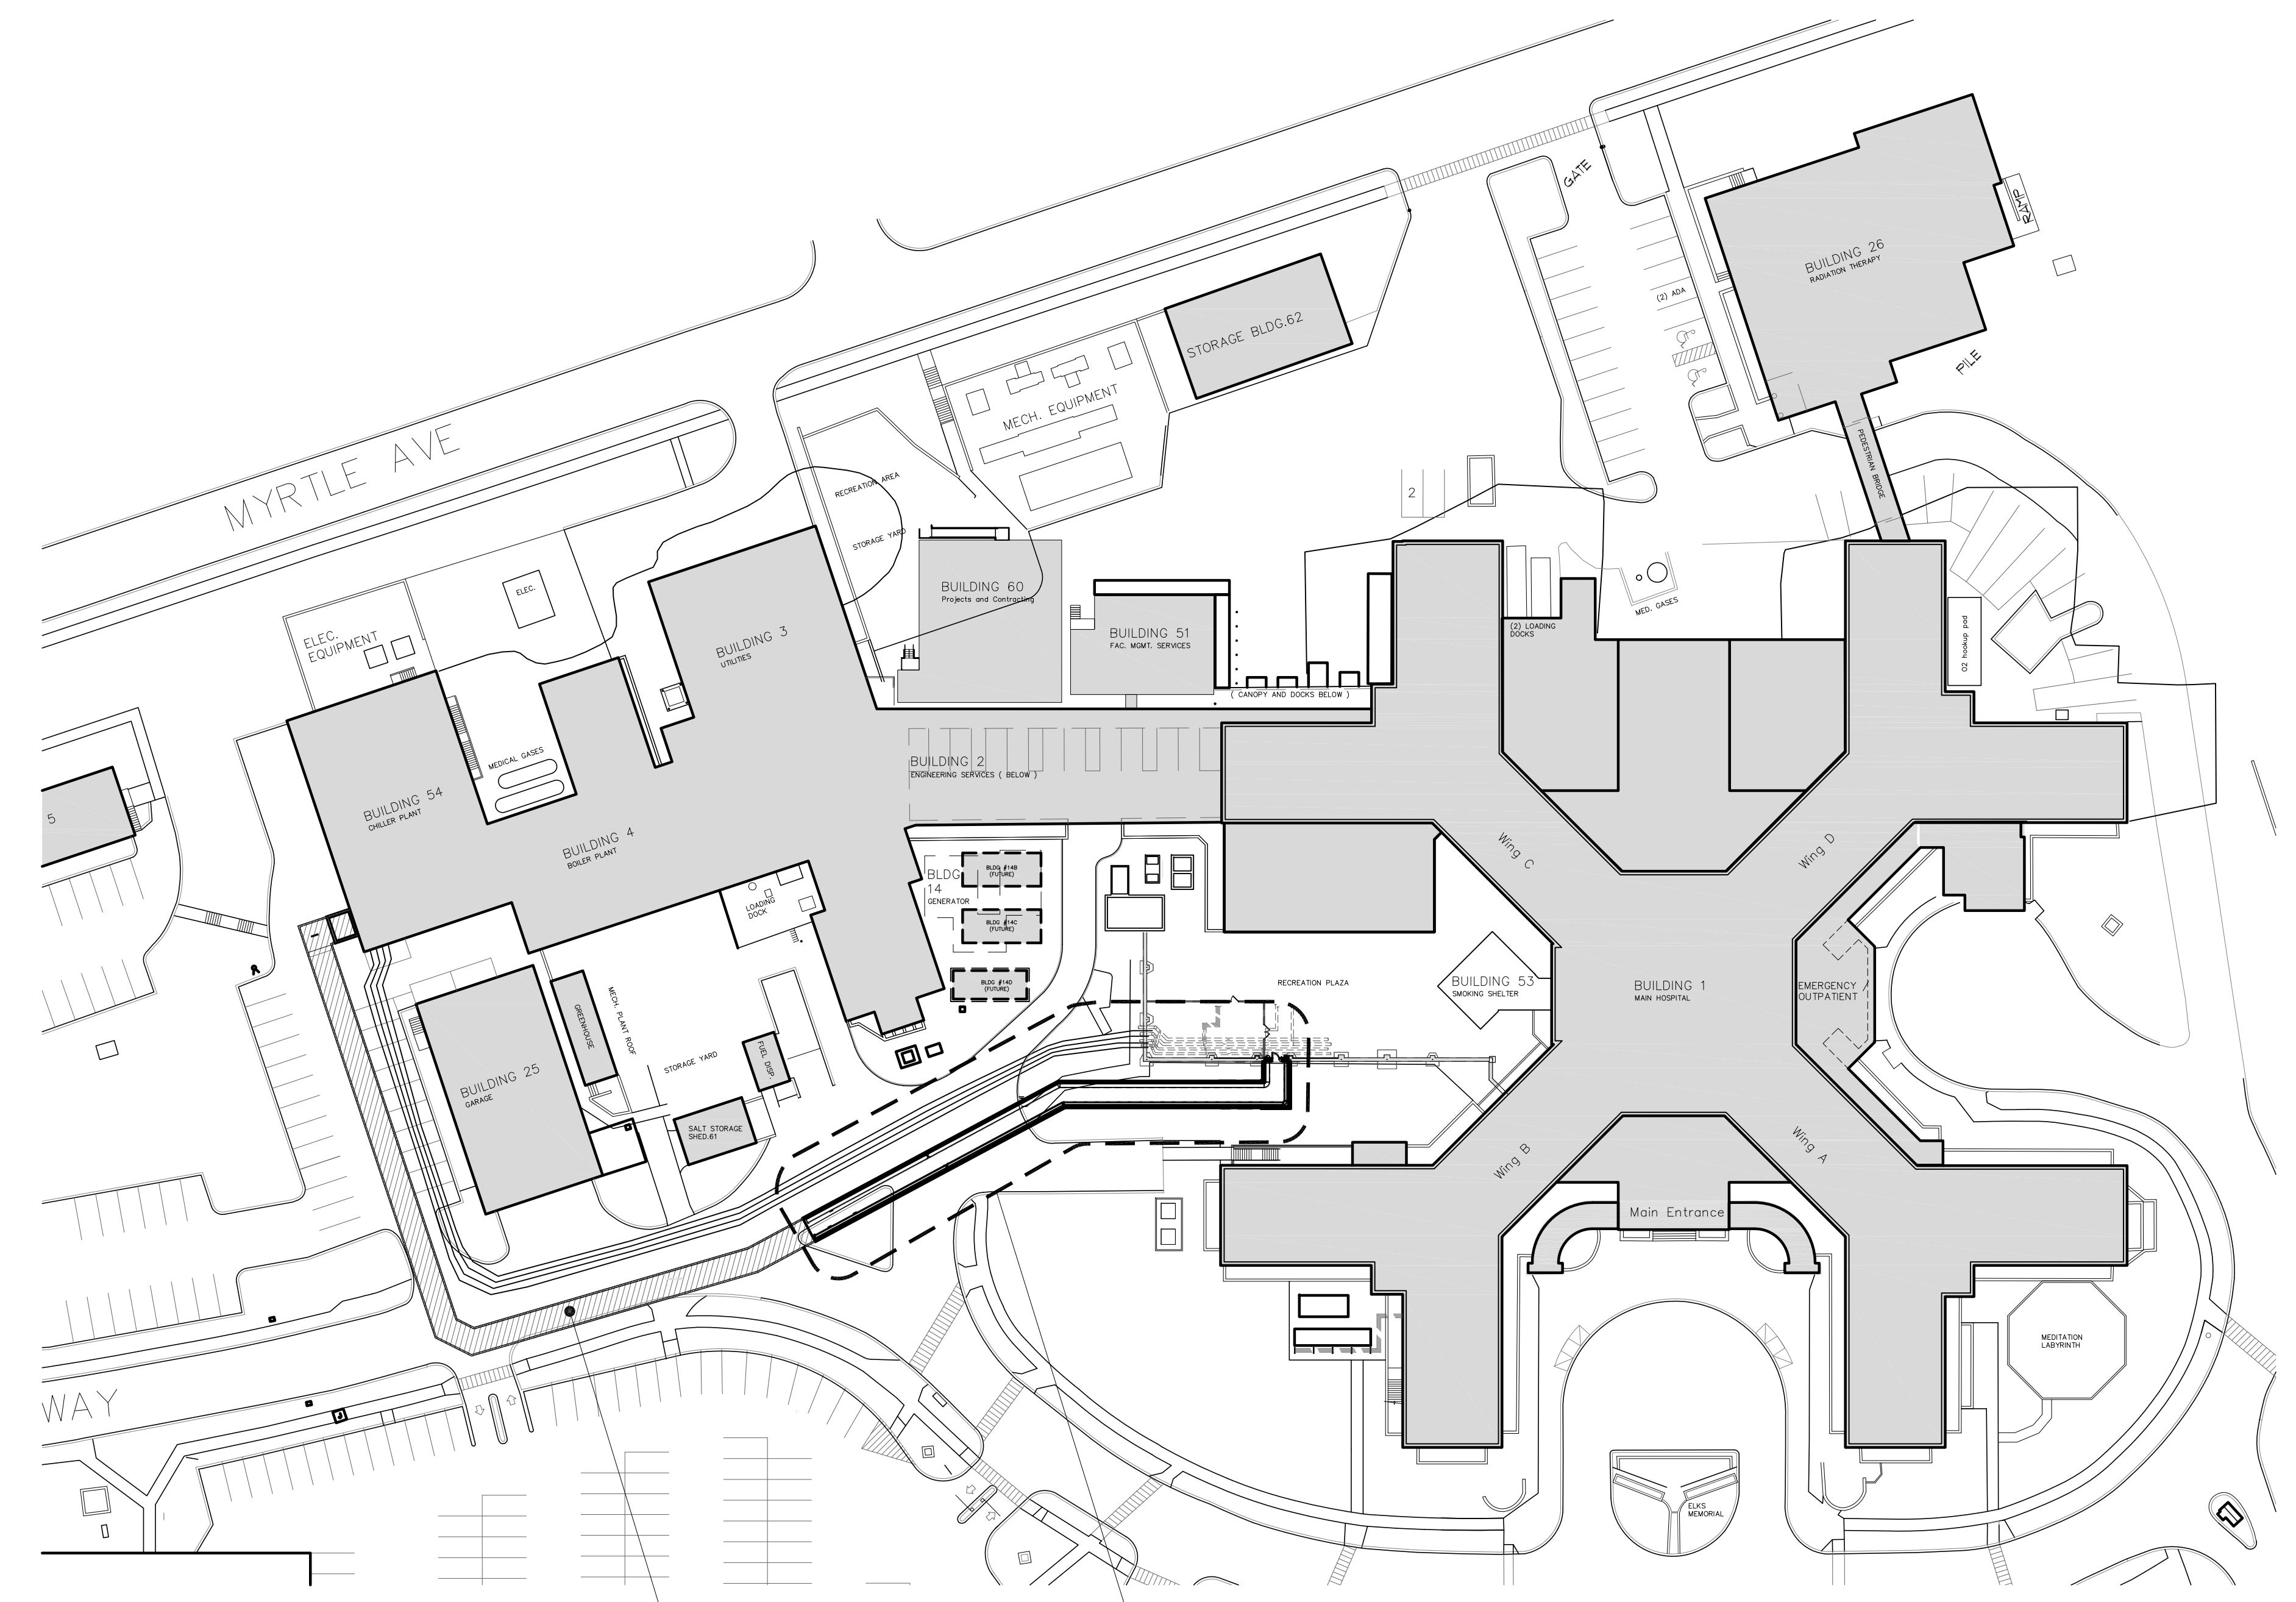 GATE
RAMP
BUILDING 26
RADIATION THERAPY
(2) ADA
STORAGE BLDG.62
PILE
MECH. EQUIPMENT
MYRTLE AVE
PEDESTRIAN BRIDGE
RECREATION AREA
2
STORAGE YARD
ELEC.
BUILDING 60
Projects and Contracting
MED. GASES
BUILDING 3
UTILITIES
BUILDING 51
FAC. MGMT. SERVICES
(2) LOADING
DOCKS
O2 hookup pad
ELEC.
EQUIPMENT
( CANOPY AND DOCKS BELOW )
MEDICAL GASES
BUILDING 2
ENGINEERING SERVICES ( BELOW )
BUILDING 54
CHILLER PLANT
5
BUILDING 4
BOILER PLANT
Wing C
Wing D
BLDG
14
GENERATOR
BLDG #14B
(FUTURE)
LOADING
DOCK
BLDG #14C
(FUTURE)
BLDG #14D
(FUTURE)
RECREATION PLAZA
BUILDING 53
SMOKING SHELTER
BUILDING 1
MAIN HOSPITAL
EMERGENCY /
OUTPATIENT
GREENHOUSE
MECH. PLANT ROOF
STORAGE YARD
FUEL DISP.
BUILDING 25
GARAGE
SALT STORAGE
SHED.61
Wing B
Wing A
Main Entrance
MEDITATION
LABYRINTH
WAY
ELKS
MEMORIAL